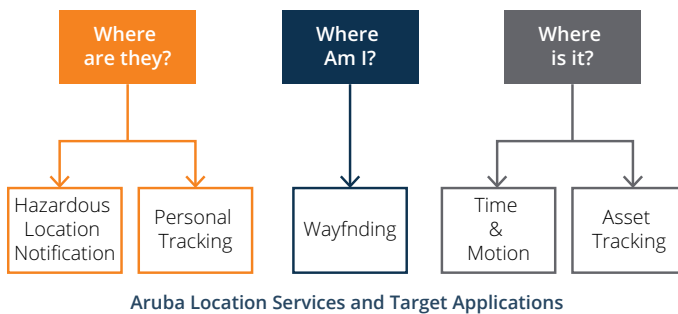 Where
are they?
Where
Am I?
Where
is it?
Hazardous
Location
Notification
Personal
Tracking
Wayfnding
Time
&
Motion
Asset
Tracking
Aruba Location Services and Target Applications